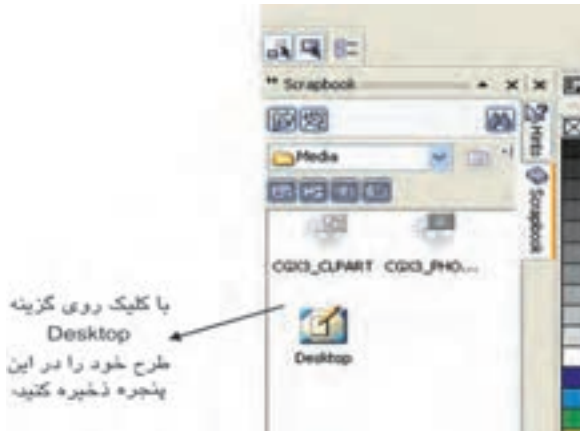 Scrapbook
Media
CGX3_CLPART CGX3_PHO...
Desktop
Hints
Scrapbook
با کلیک روی گزینه
Desktop
طرح خود را در این
پنجره ذخیره کنید.